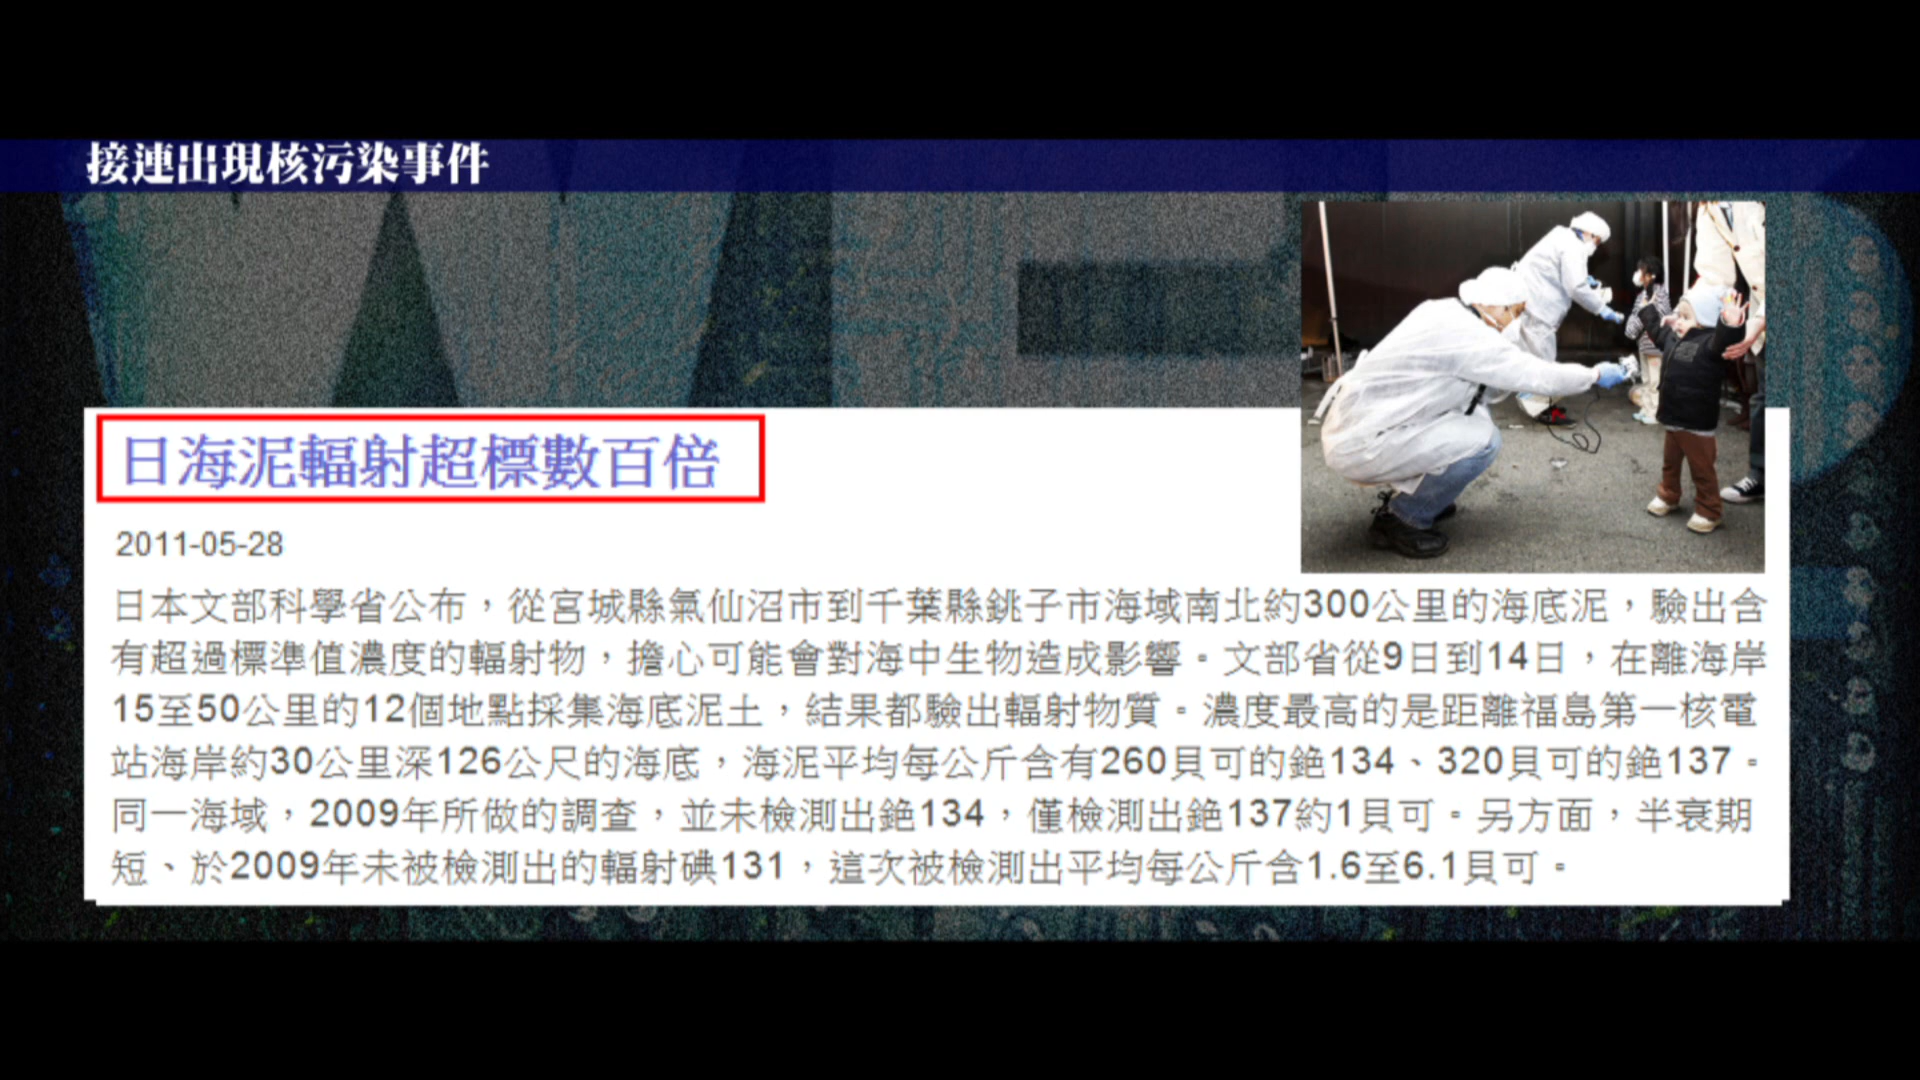 接連出現核污染事件
日海泥輻射超標數百倍
2011-05-28
日本文部科學省公布，從宮城縣氣仙沼市到千葉縣銚子市海域南北約300公里的海底泥，驗出含
有超過標準值濃度的輻射物，擔心可能會對海中生物造成影響。文部省從9日到14日，在離海岸
15至50公里的12個地點採集海底泥土，結果都驗出輻射物質。濃度最高的是距離福島第一核電
站海岸約30公里深126公尺的海底，海泥平均每公斤含有260貝可的銫134、320貝可的銫137。
同一海域，2009年所做的調查，並未檢測出銫134，僅檢測出銫137約1貝可。另方面，半衰期
短、於2009年未被檢測出的輻射碘131，這次被檢測出平均每公斤含1.6至6.1貝可。